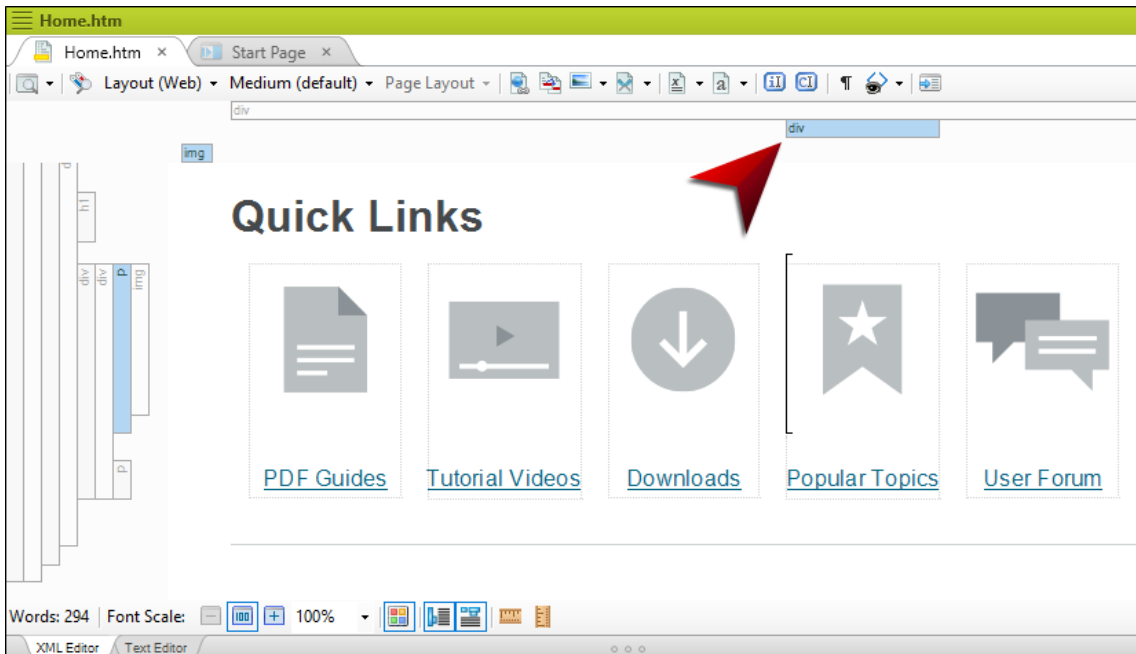 Home.htm
Home.htm × Start Page ×
Layout (Web) Medium (default) Page Layout
div
div
img
d
h1
div div p img
p
Quick Links
PDF Guides Tutorial Videos Downloads Popular Topics User Forum
Words: 294 Font Scale: 100%
XML Editor Text Editor